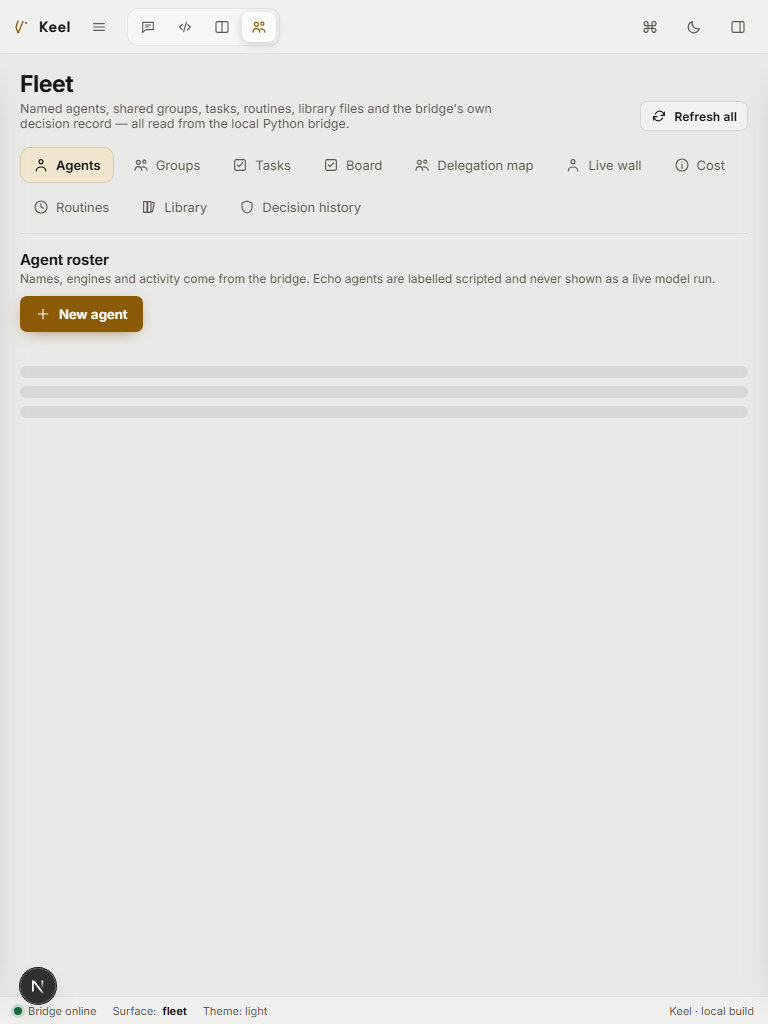 Keel
Fleet
Named agents, shared groups, tasks, routines, library files and the bridge's own
decision record — all read from the local Python bridge.
Refresh all
Agents
Groups
Tasks
Board
Delegation map
Live wall
Cost
Routines
Library
Decision history
Agent roster
Names, engines and activity come from the bridge. Echo agents are labelled scripted and never shown as a live model run.
New agent
N
Bridge online
Surface: fleet
Theme: light
Keel · local build